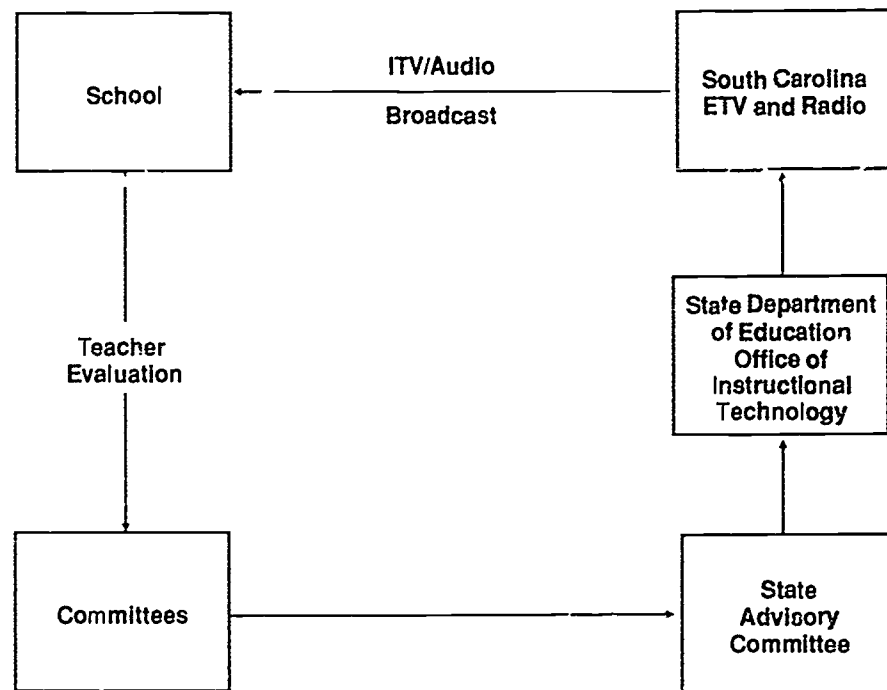 School
ITV/Audio
Broadcast
South Carolina
ETV and Radio
State Department
of Education
Office of
Instructional
Technology
Teacher
Evaluation
Committees
State
Advisory
Committee